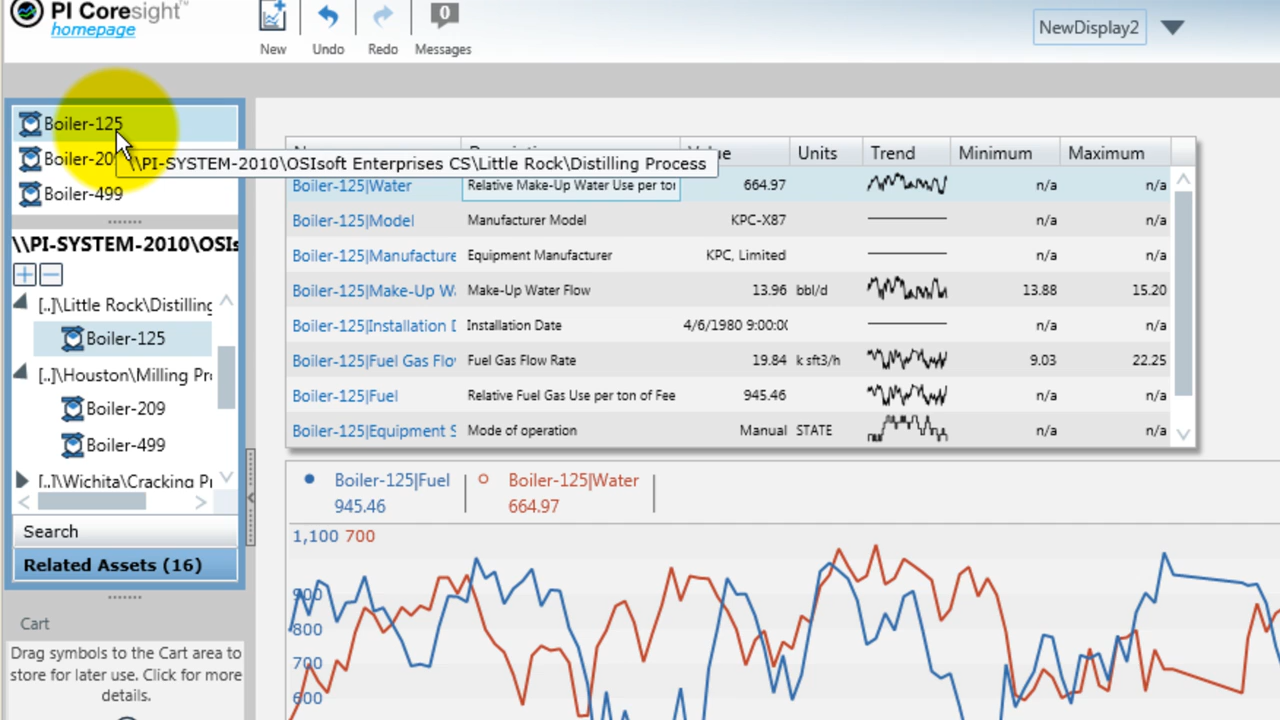 PI Coresight™
homepage
New
Undo
Redo
0
Messages
NewDisplay2
Boiler-125
Boiler-20
Boiler-499
\\PI-SYSTEM-2010\OSIsoft Enterprises CS\Little Rock\Distilling Process
\\PI-SYSTEM-2010\OSIs
[..]\Little Rock\Distilling
Boiler-125
[..]\Houston\Milling Pr
Boiler-209
Boiler-499
[..]\Wichita\Cracking Pr
Search
Related Assets (16)
Cart
Drag symbols to the Cart area to
store for later use. Click for more
details.
Units Trend Minimum Maximum
Boiler-125|Water Relative Make-Up Water Use per to 664.97 n/a n/a
Boiler-125|Model Manufacturer Model KPC-X87 n/a n/a
Boiler-125|Manufacture Equipment Manufacturer KPC, Limited n/a n/a
Boiler-125|Make-Up W Make-Up Water Flow 13.96 bbl/d 13.88 15.20
Boiler-125|Installation D Installation Date 4/6/1980 9:00:00 n/a n/a
Boiler-125|Fuel Gas Flo Fuel Gas Flow Rate 19.84 k sft3/h 9.03 22.25
Boiler-125|Fuel Relative Fuel Gas Use per ton of Fee 945.46 n/a n/a
Boiler-125|Equipment S Mode of operation Manual STATE n/a n/a
Boiler-125|Fuel Boiler-125|Water
945.46 664.97
1,100 700
900
800
700
600